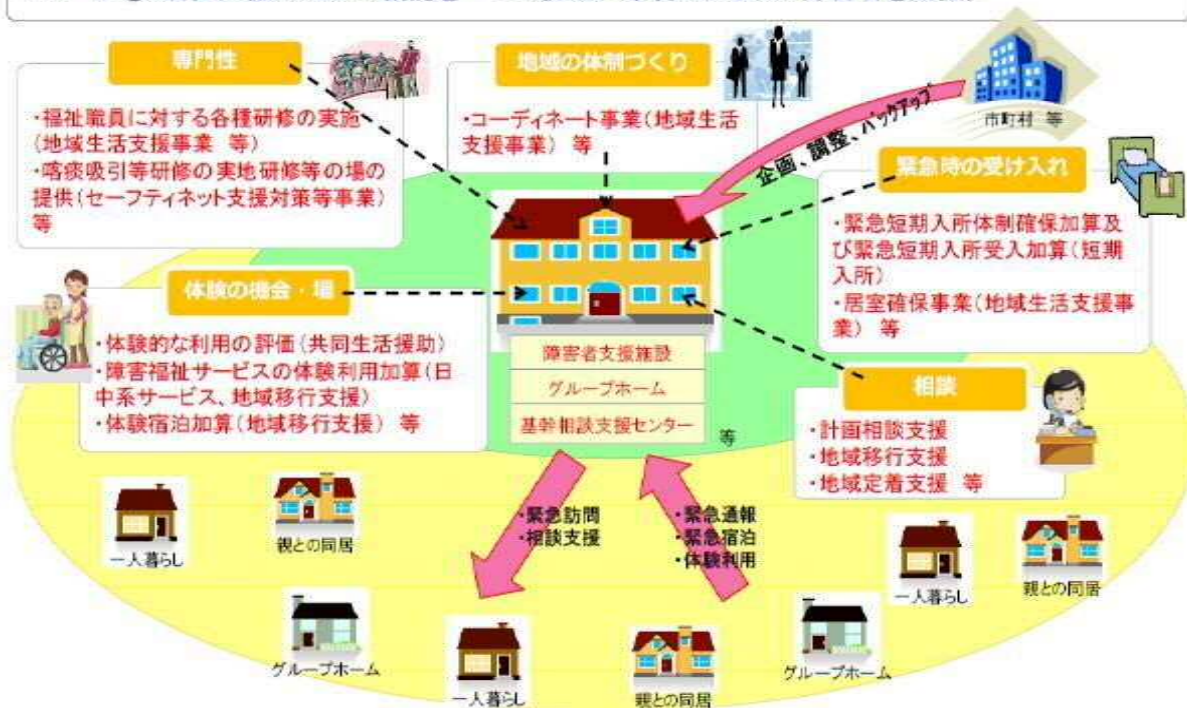 専門性
・福祉職員に対する各種研修の実施
(地域生活支援事業 等)
・喀痰吸引等研修の実地研修等の場の
提供(セーフティネット支援対策等事業)
等
地域の体制づくり
・コーディネート事業(地域生活
支援事業) 等
市町村 等
企画、調整、バックアップ
緊急時の受け入れ
・緊急短期入所体制確保加算及
び緊急短期入所受入加算(短期
入所)
・居室確保事業(地域生活支援事
業) 等
体験の機会・場
・体験的な利用の評価(共同生活援助)
・障害福祉サービスの体験利用加算(日
中系サービス、地域移行支援)
・体験宿泊加算(地域移行支援) 等
障害者支援施設
グループホーム
基幹相談支援センター
等
相談
・計画相談支援
・地域移行支援
・地域定着支援 等
・緊急訪問
・相談支援
・緊急通報
・緊急宿泊
・体験利用
一人暮らし
親との同居
グループホーム
一人暮らし
親との同居
グループホーム
一人暮らし
親との同居